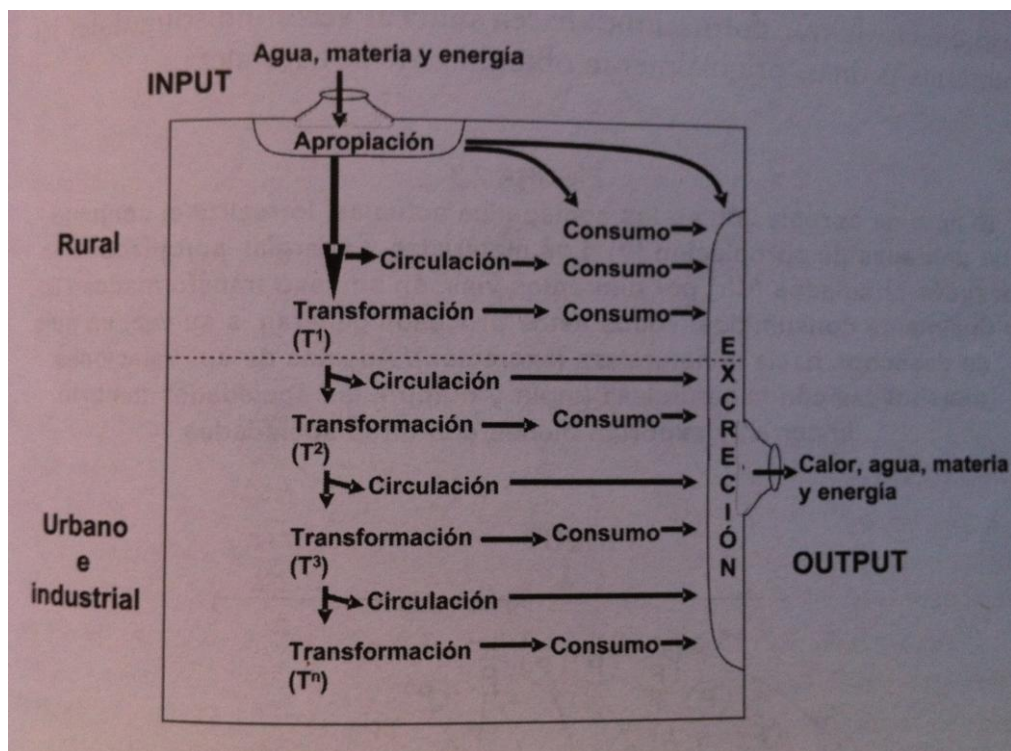 Agua, materia y energía
INPUT
Apropiación
Rural
Consumo
Circulación
Consumo
Transformación
Consumo
(T¹)
Circulación
Transformación
Consumo
(T²)
Circulación
Urbano
e
industrial
Transformación
Consumo
(T³)
Circulación
Transformación
Consumo
(Tⁿ)
EXCRECIÓN
Calor, agua, materia
y energía
OUTPUT